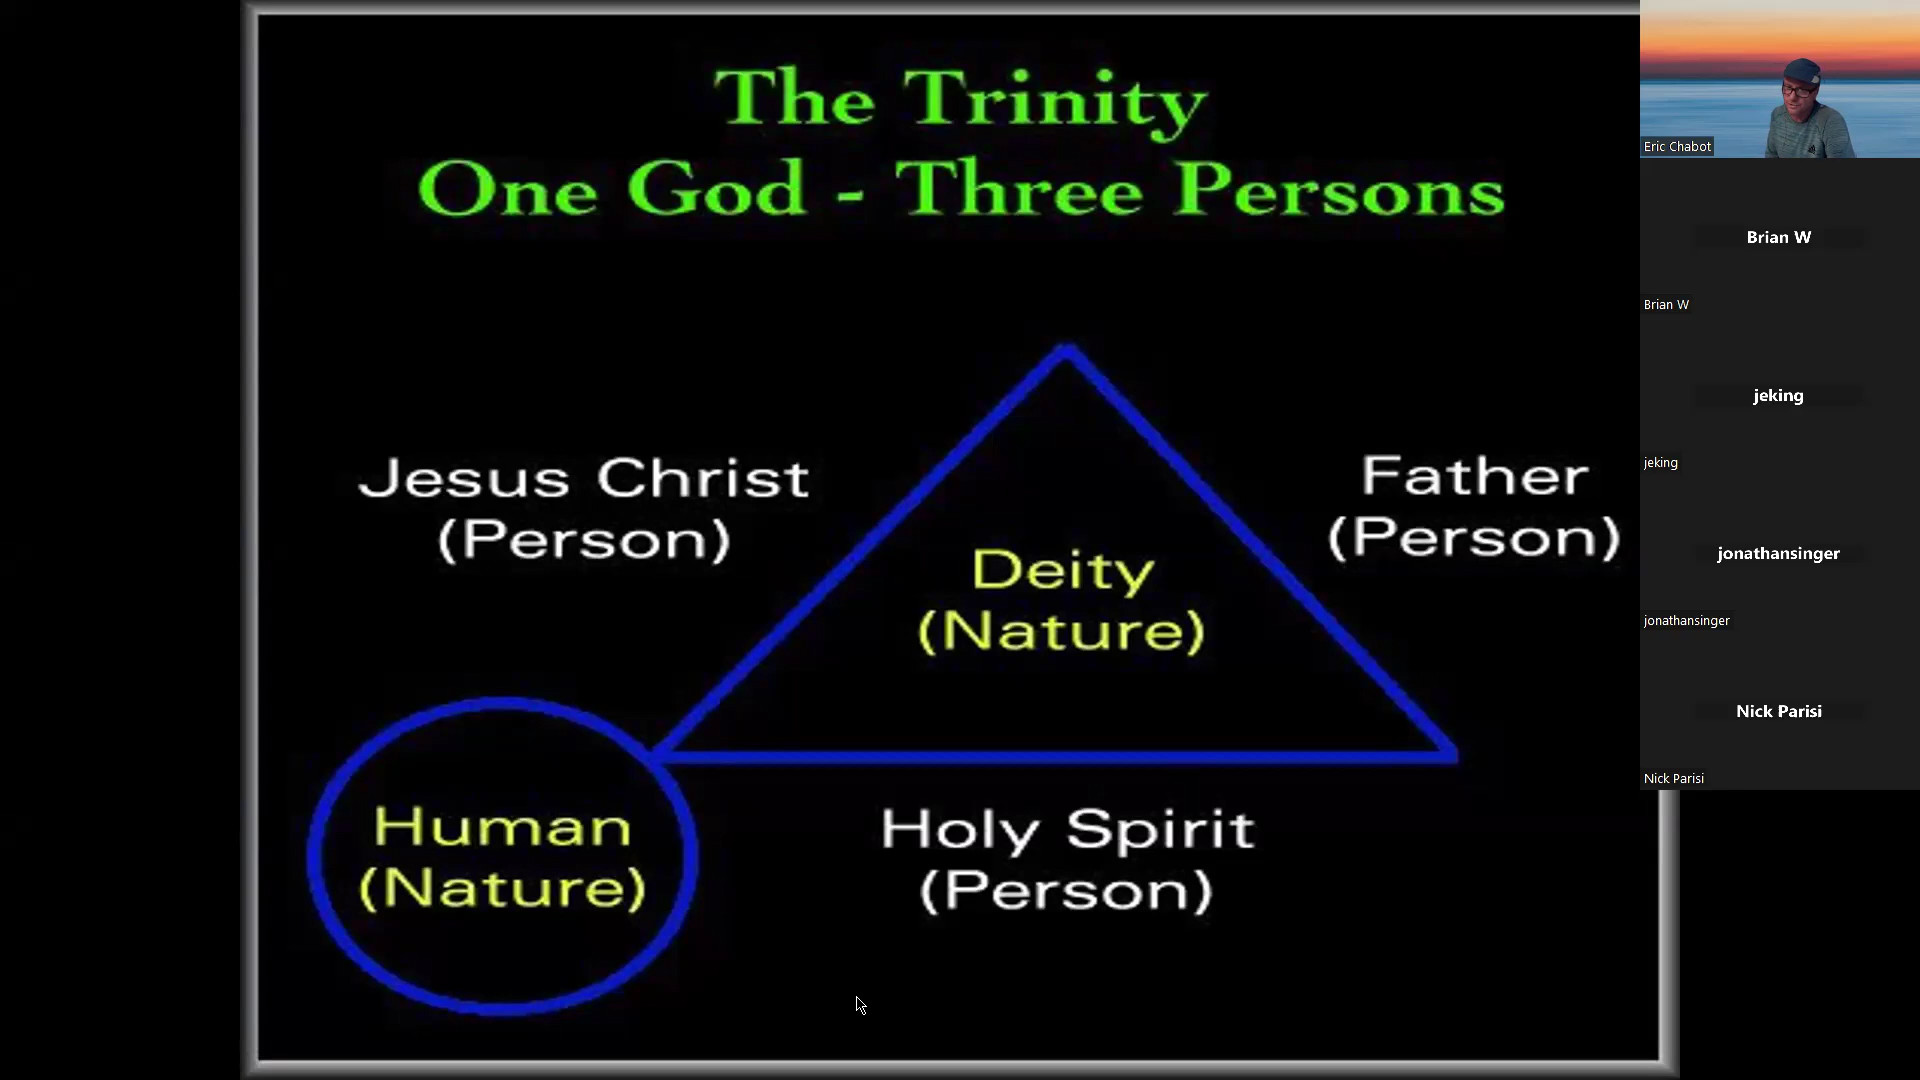 The Trinity
One God - Three Persons
Jesus Christ
(Person)
Father
(Person)
Deity
(Nature)
Human
(Nature)
Holy Spirit
(Person)
Eric Chabot
Brian W
Brian W
jeking
jeking
jonathansinger
jonathansinger
Nick Parisi
Nick Parisi